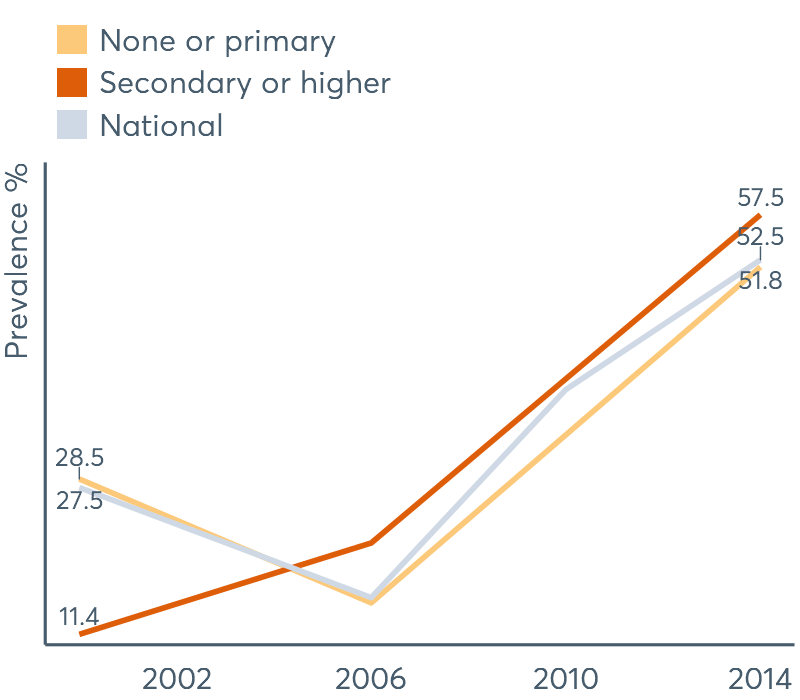 None or primary
Secondary or higher
National
Prevalence %
57.5
52.5
51.8
28.5
27.5
11.4
2002 2006 2010 2014